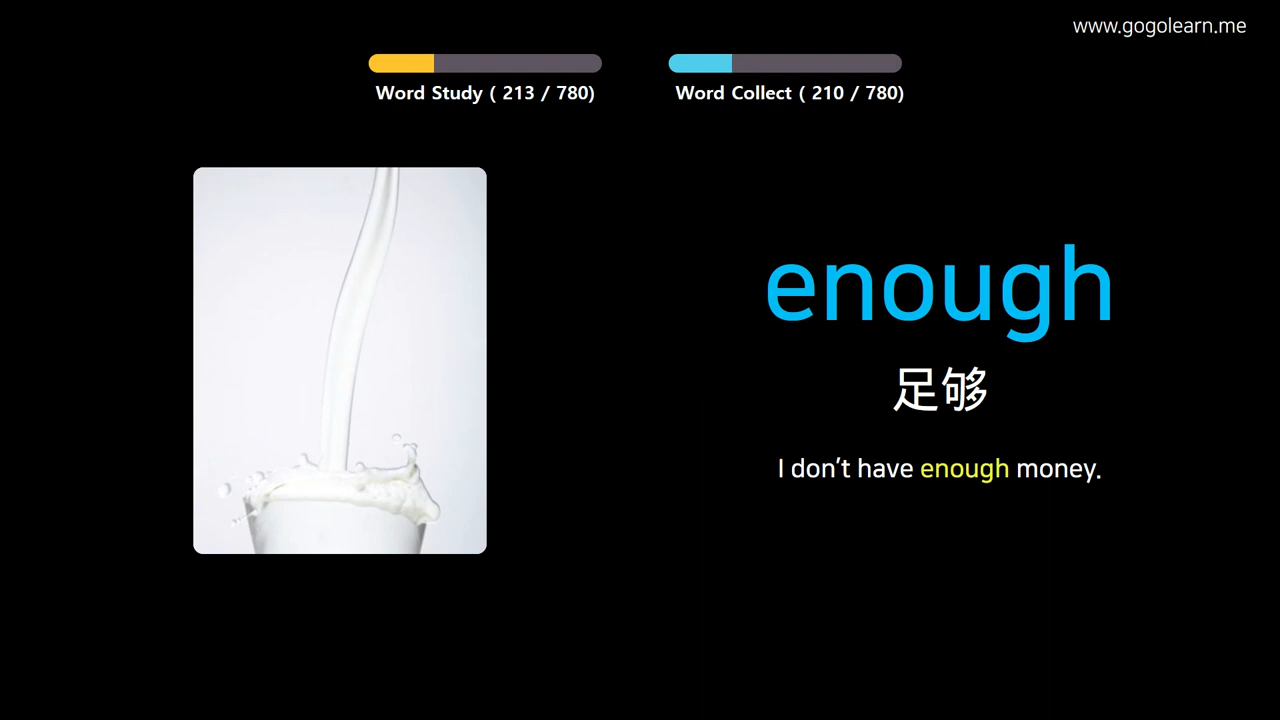 www.gogolearn.me
Word Study ( 213 / 780)
Word Collect ( 210 / 780)
enough
足够
I don’t have enough money.